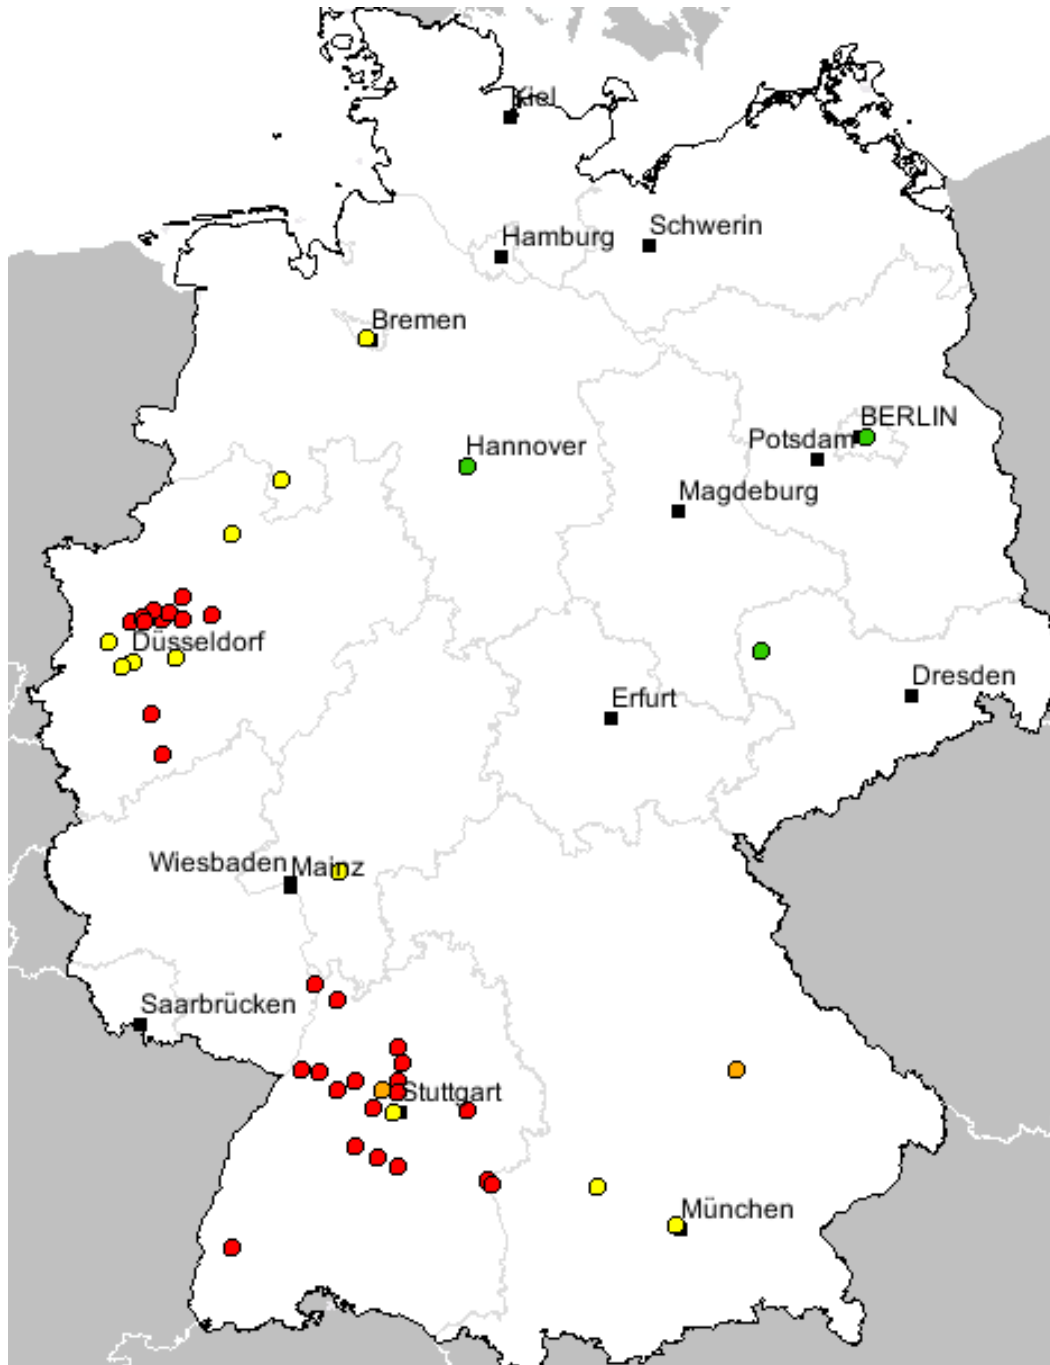 Kiel
Schwerin
Hamburg
Bremen
BERLIN
Potsdam
Hannover
Magdeburg
Düsseldorf
Dresden
Erfurt
Wiesbaden
Mainz
Saarbrücken
Stuttgart
München